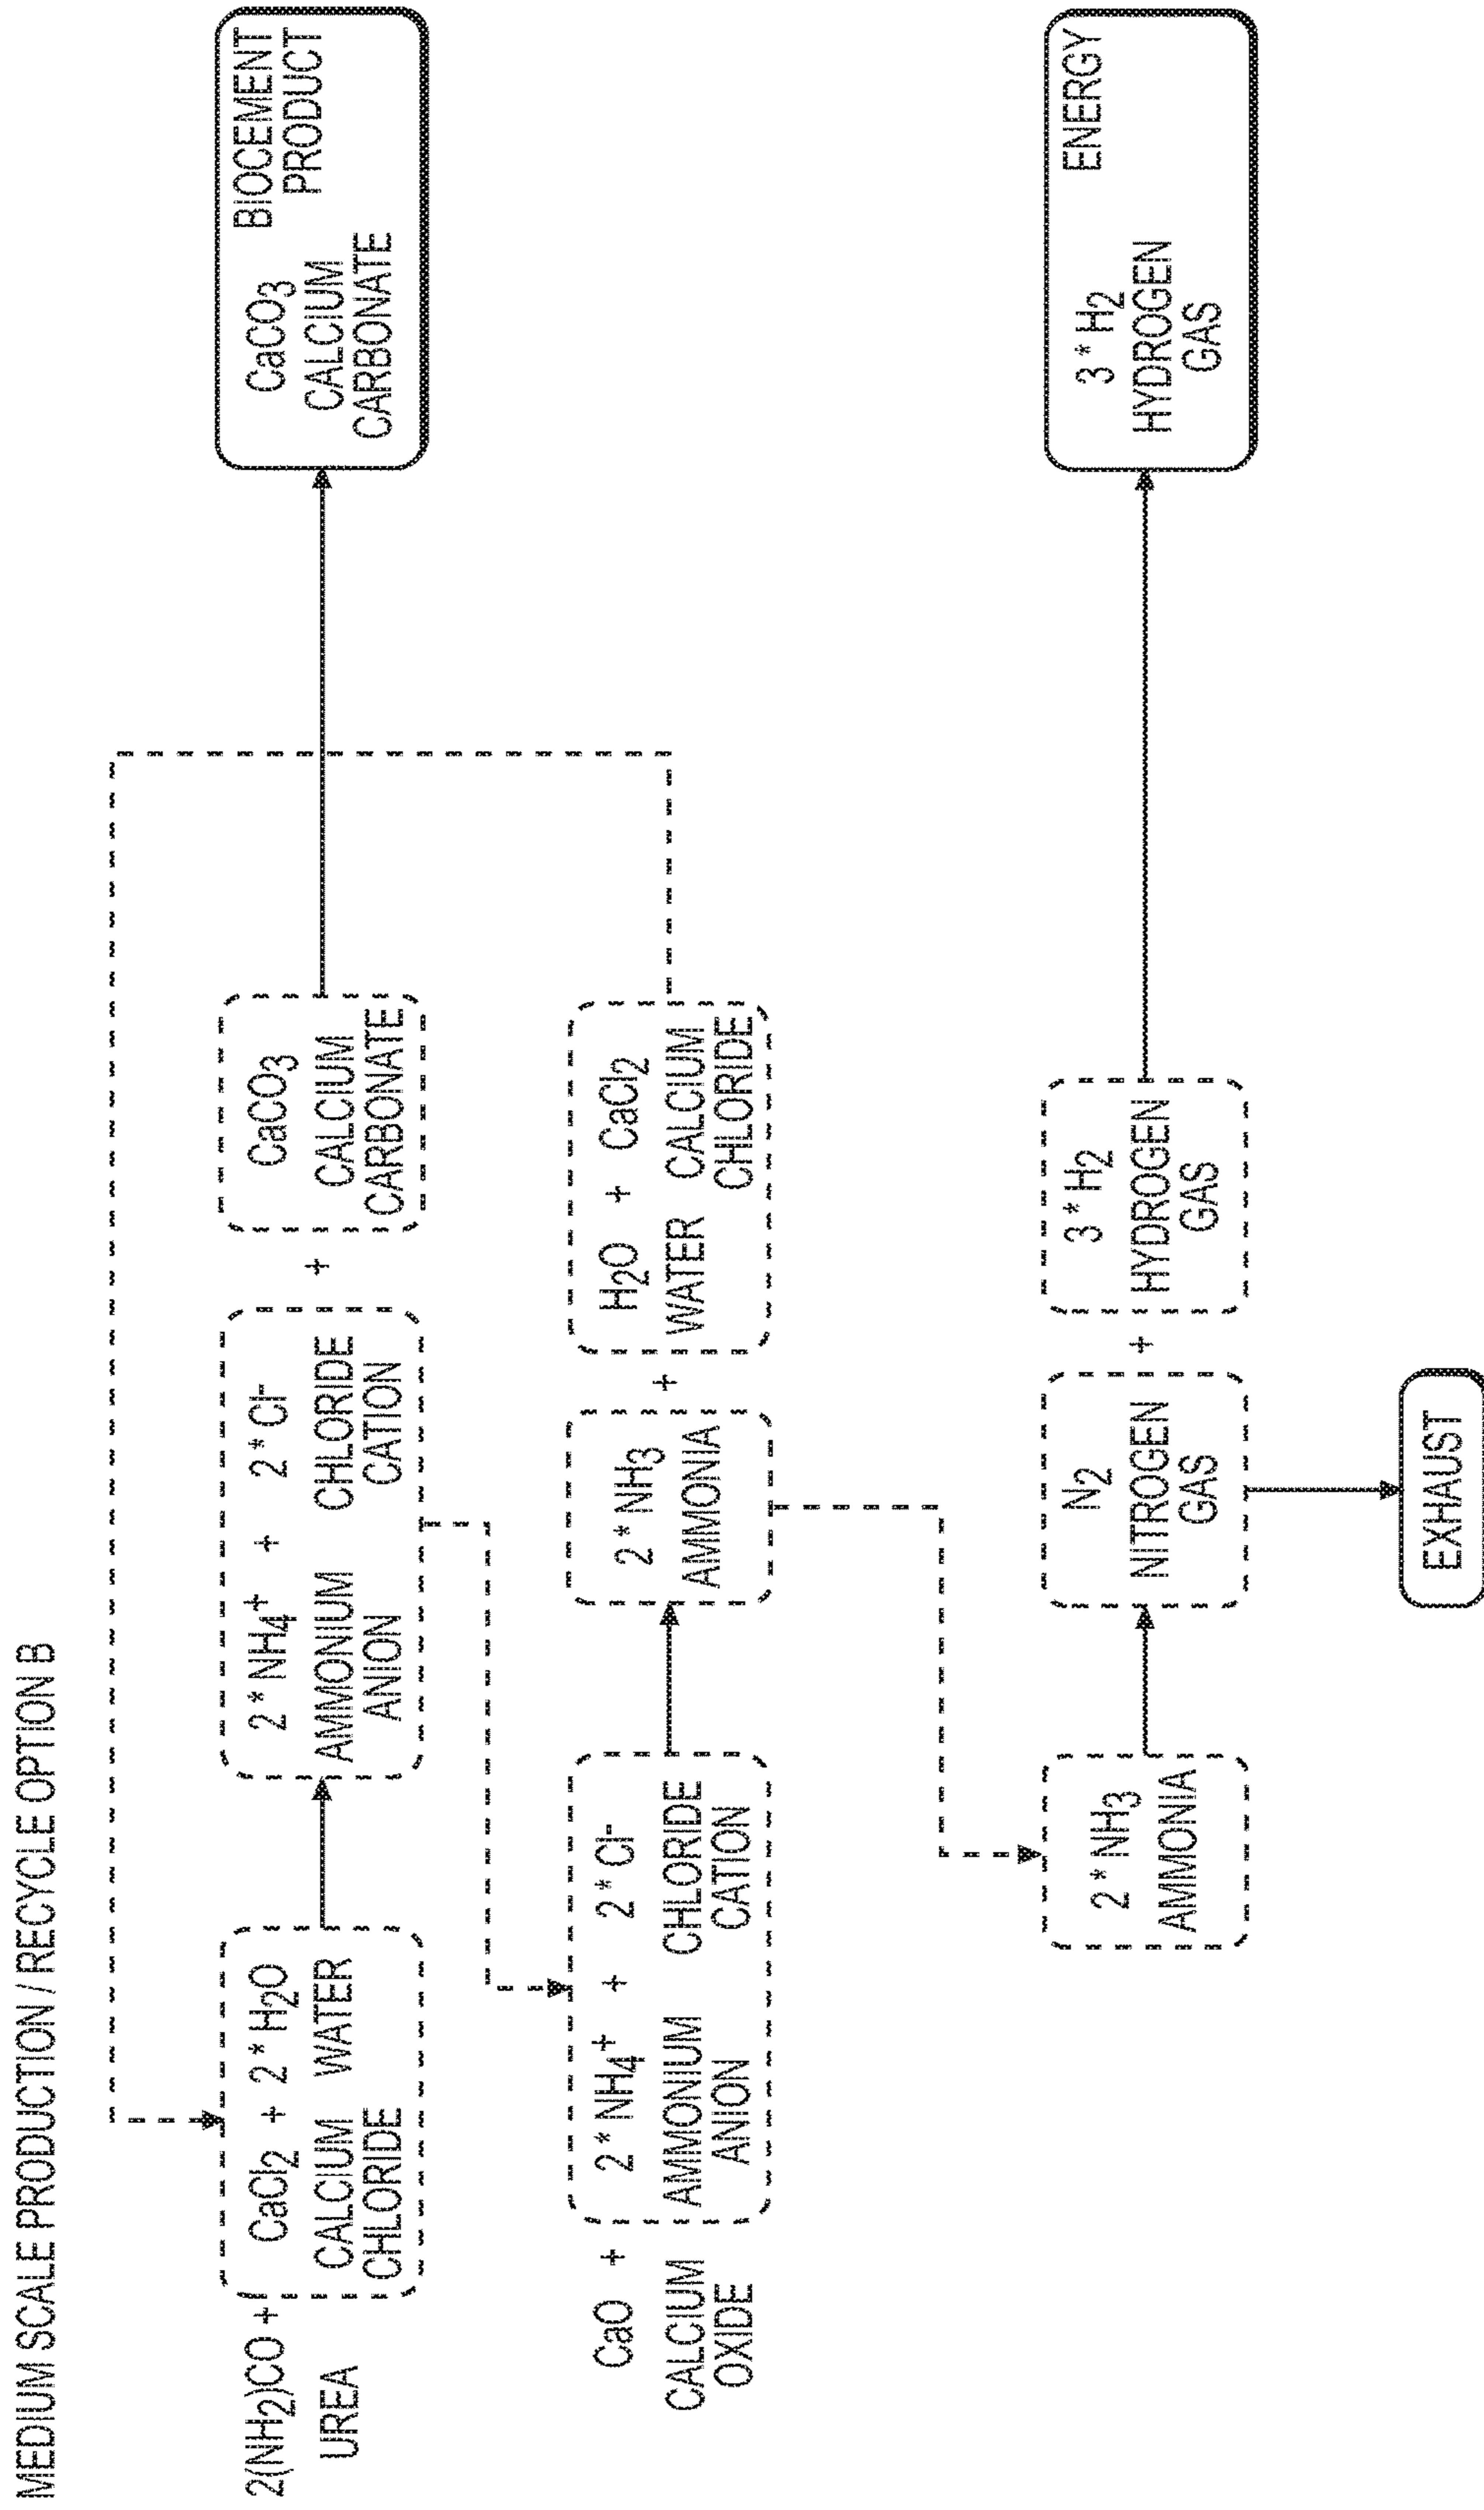 MEDIUM SCALE PRODUCTION / RECYCLE OPTION B
2(NH2)CO + CaCl2 + 2*H2O 2*NH4+ + 2*Cl- + CaCO3 CaCO3 BIOCEMENT
UREA CALCIUM WATER AMMONIUM CHLORIDE CALCIUM CALCIUM PRODUCT
CHLORIDE ANION CATION CARBONATE CARBONATE
CaO + 2*NH4+ + 2*Cl- 2*NH3 + H2O + CaCl2
CALCIUM AMMONIUM CHLORIDE AMMONIA WATER CALCIUM
OXIDE ANION CATION CHLORIDE
2*NH3 N2 + 3*H2 3*H2 ENERGY
AMMONIA NITROGEN HYDROGEN HYDROGEN
GAS GAS GAS
EXHAUST